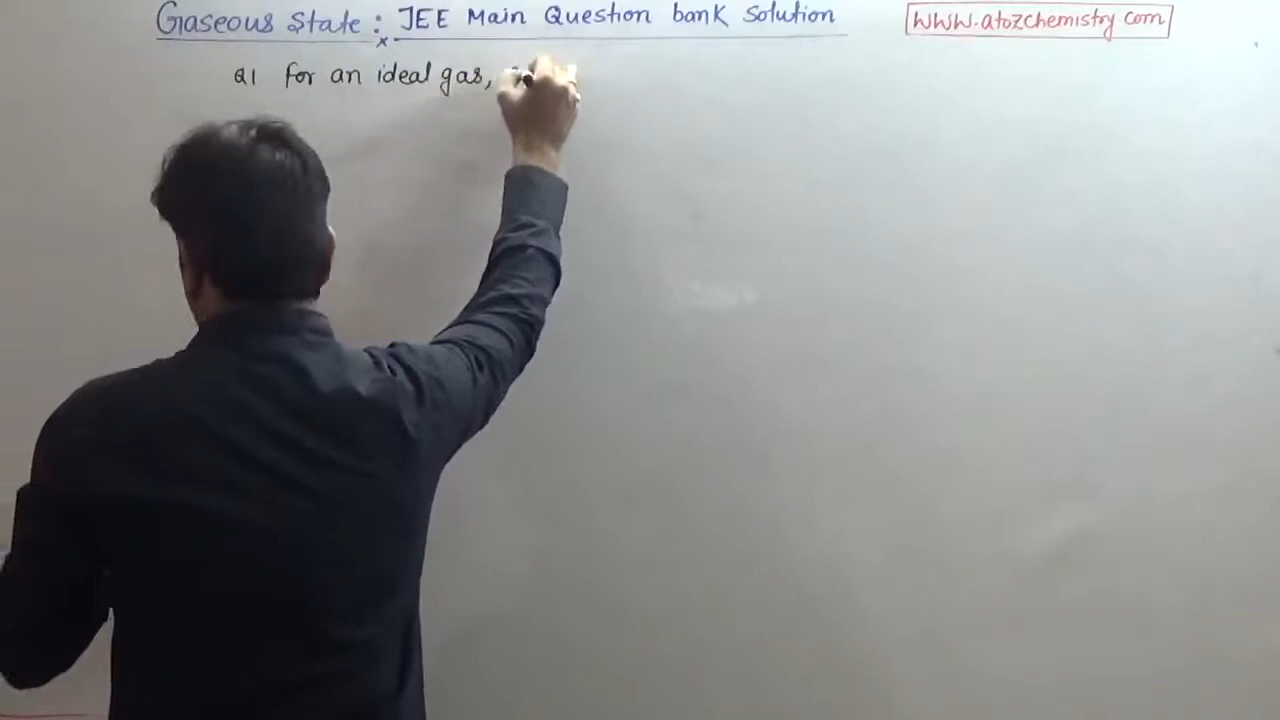 Gaseous State : JEE Main Question bank Solution
www.atozchemistry.com
Q1 for an ideal gas,